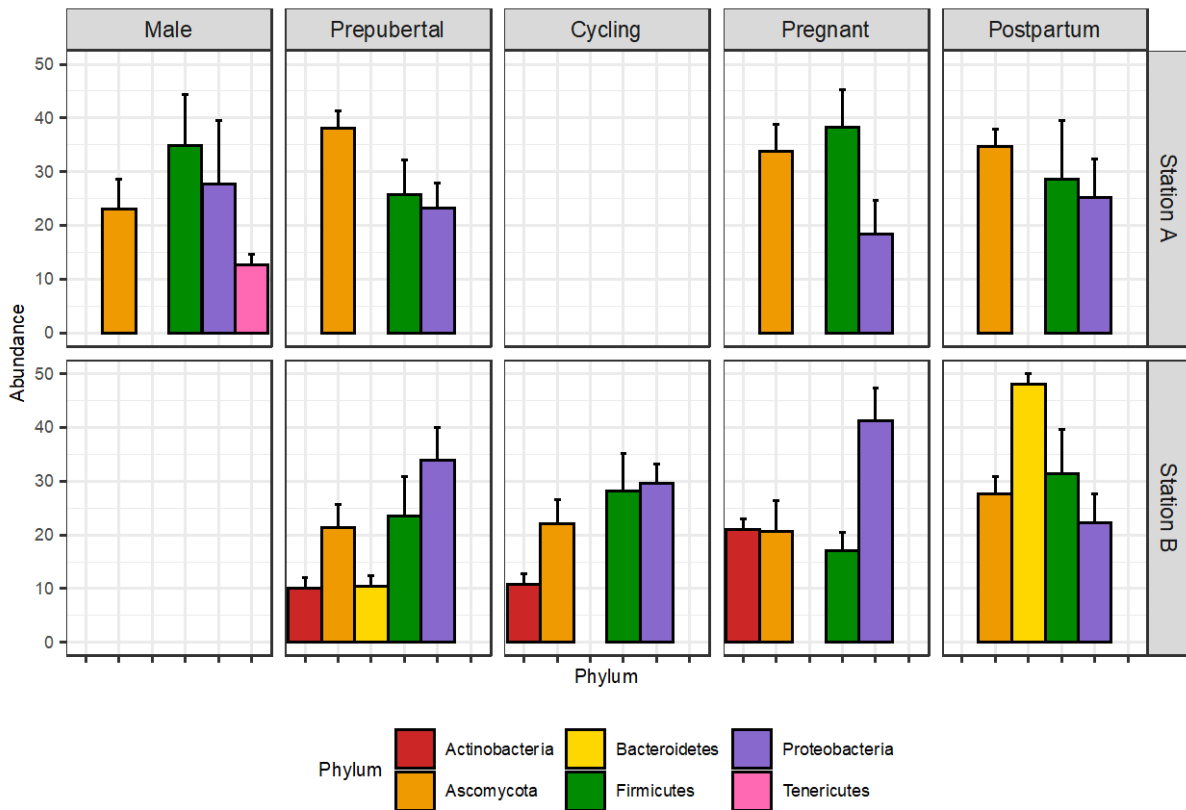 Male Prepubertal Cycling Pregnant Postpartum
50
40
30
20
10
0
Station A
Abundance
50
40
30
20
10
0
Station B
Phylum
Phylum
Actinobacteria Bacteroidetes Proteobacteria
Ascomycota Firmicutes Tenericutes